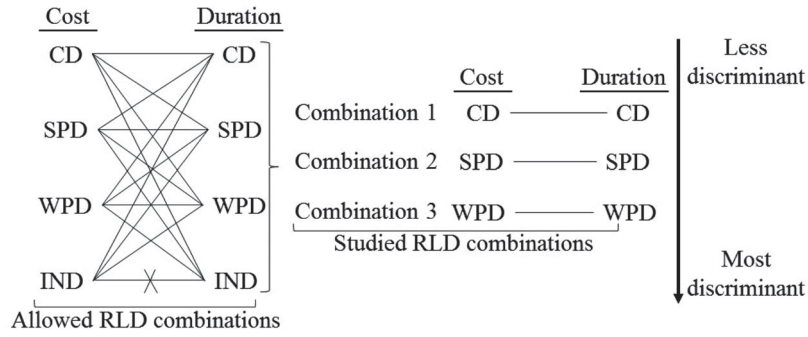 Cost Duration
CD CD
SPD SPD
WPD WPD
IND IND
Allowed RLD combinations
Cost Duration
Combination 1 CD CD
Combination 2 SPD SPD
Combination 3 WPD WPD
Studied RLD combinations
Less
discriminant
Most
discriminant